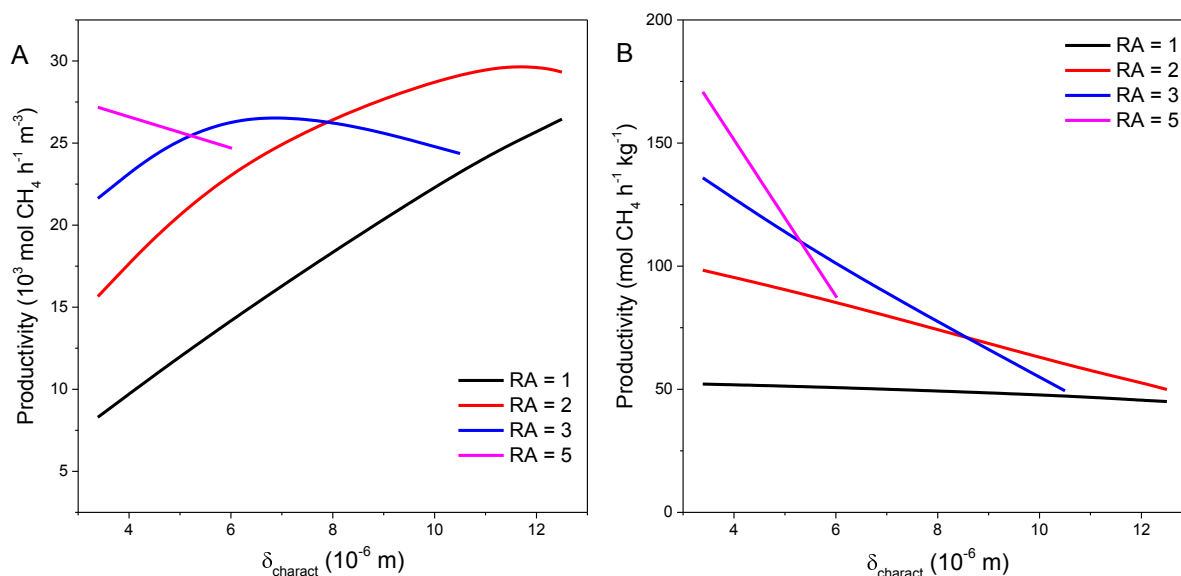 A
Productivity (10³ mol CH₄ h⁻¹ m⁻³)
30
25
20
15
10
5
RA = 1
RA = 2
RA = 3
RA = 5
4 6 8 10 12
δcharact (10⁻⁶ m)
B
Productivity (mol CH₄ h⁻¹ kg⁻¹)
200
150
100
50
0
RA = 1
RA = 2
RA = 3
RA = 5
4 6 8 10 12
δcharact (10⁻⁶ m)